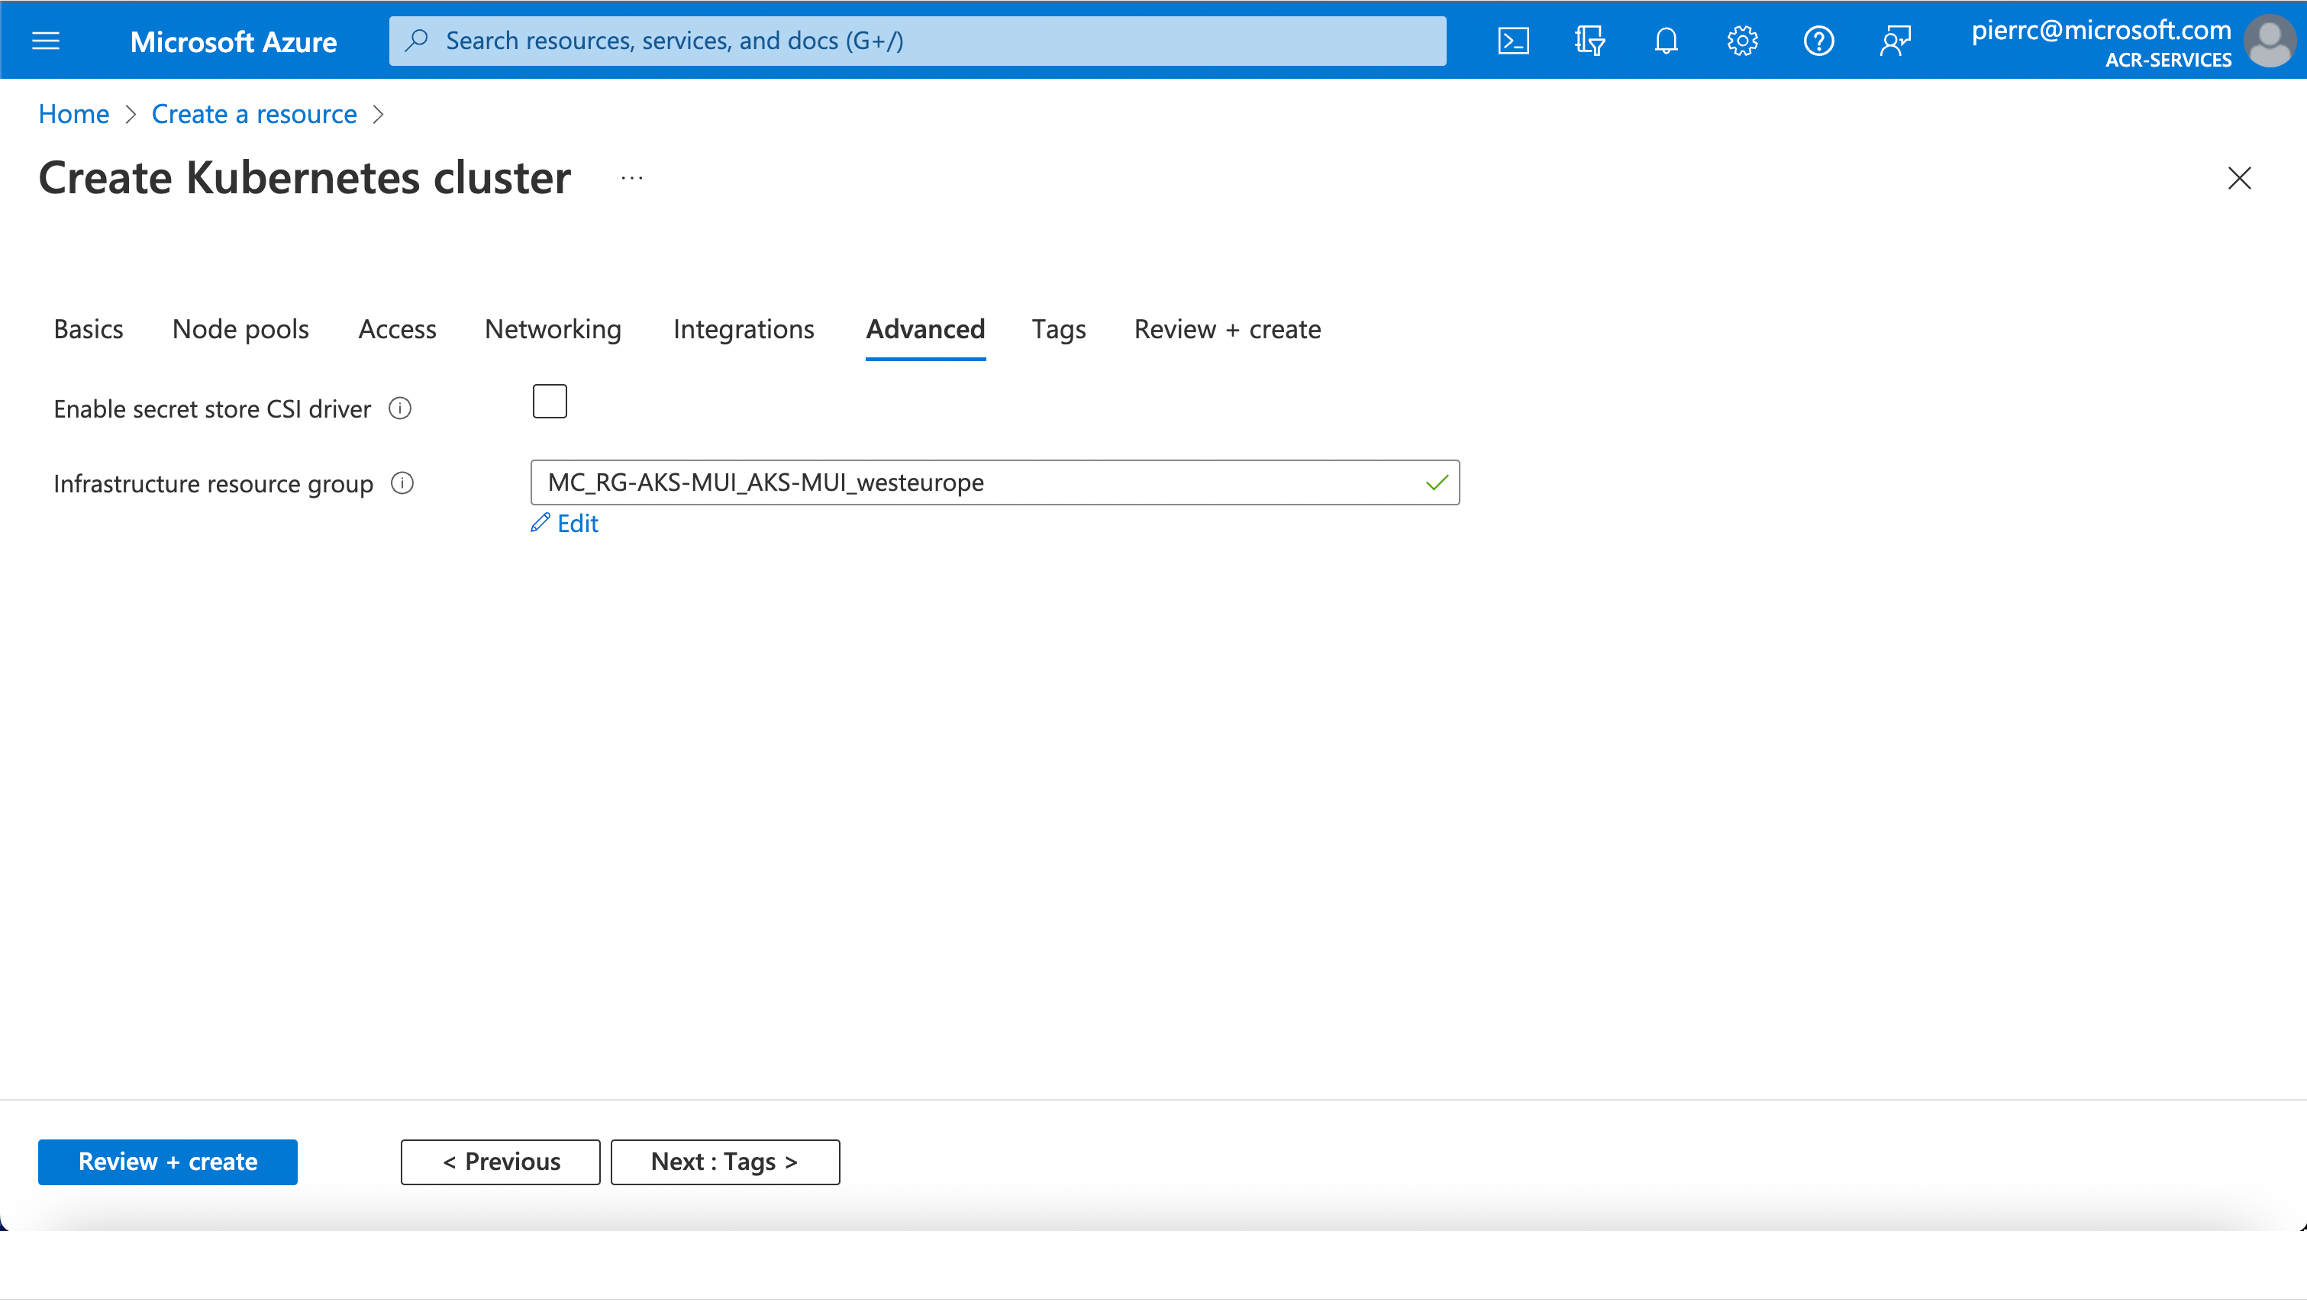 Microsoft Azure
Search resources, services, and docs (G+/)
pierrc@microsoft.com
ACR-SERVICES
Home > Create a resource >
Create Kubernetes cluster ...
Basics Node pools Access Networking Integrations Advanced Tags Review + create
Enable secret store CSI driver
Infrastructure resource group
MC_RG-AKS-MUI_AKS-MUI_westeurope
Edit
Review + create
< Previous
Next : Tags >